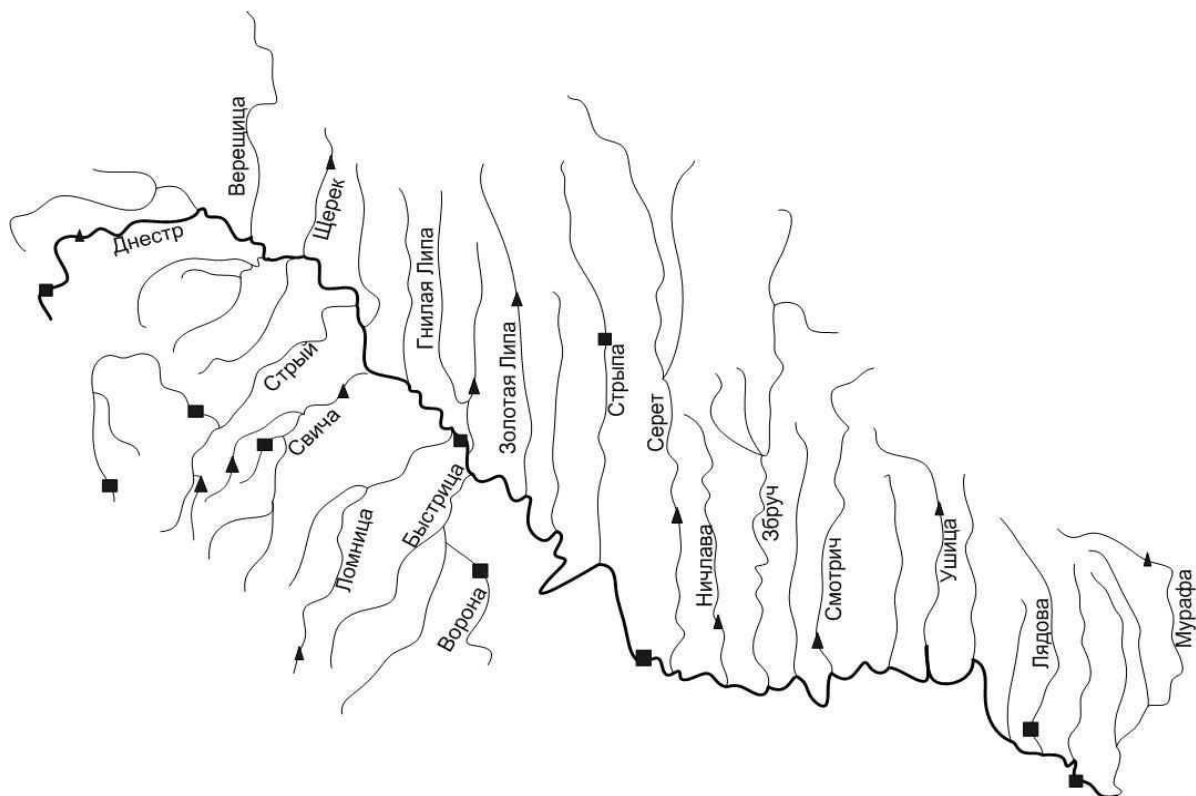 Верещица
Щерек
Днестр
Гнилая Липа
Золотая Липа
Стрыпа
Серет
Стрый
Свича
Ломница
Быстрица
Ворона
Ничлава
Збруч
Смотрич
Ушица
Лядова
Мурафа